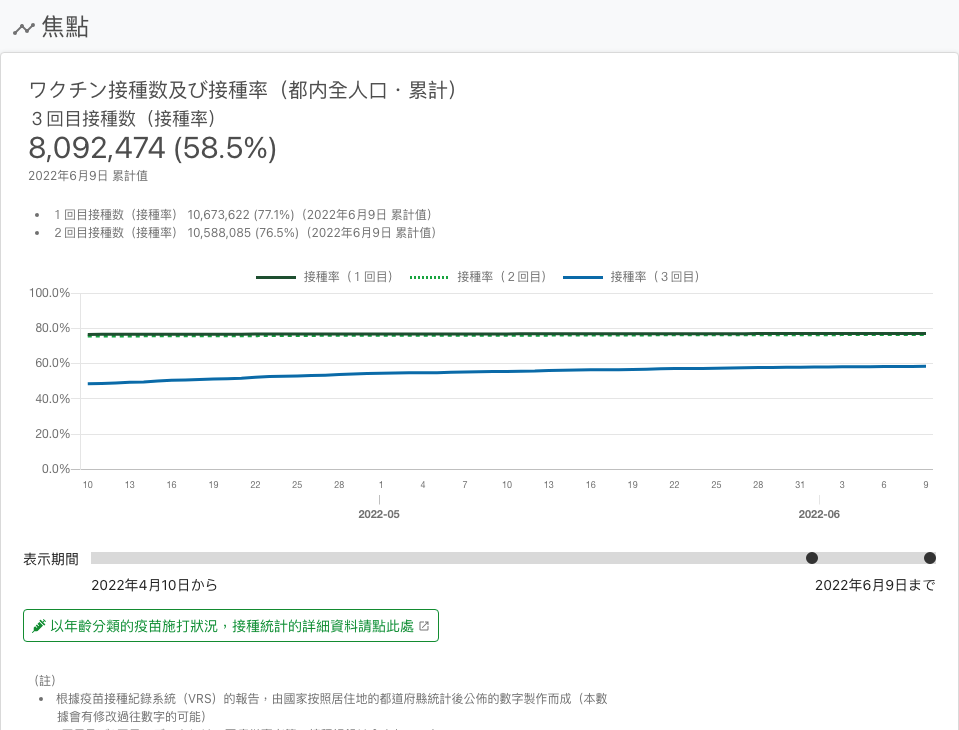 焦點
ワクチン接種数及び接種率（都内全人口・累計）
３回目接種数（接種率）
8,092,474 (58.5%)
2022年6月9日 累計值
１回目接種数（接種率） 10,673,622 (77.1%)（2022年6月9日 累計值）
２回目接種数（接種率） 10,588,085 (76.5%)（2022年6月9日 累計值）
接種率（１回目） 接種率（２回目） 接種率（３回目）
100.0%
80.0%
60.0%
40.0%
20.0%
0.0%
10 13 16 19 22 25 28 1 4 7 10 13 16 19 22 25 28 31 3 6 9
2022-05 2022-06
表示期間
2022年4月10日から 2022年6月9日まで
以年齡分類的疫苗施打狀況，接種統計的詳細資料請點此處
（註）
根據疫苗接種紀錄系統（VRS）的報告，由國家按照居住地的都道府縣統計後公佈的數字製作而成（本數
據會有修改過往數字的可能）